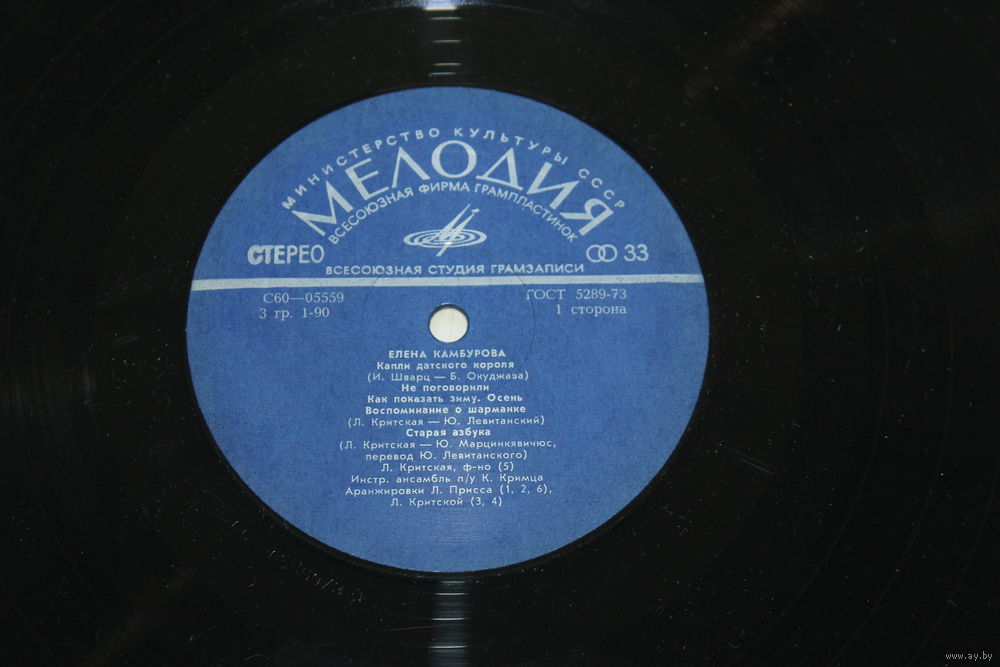 МИНИСТЕРСТВО КУЛЬТУРЫ СССР
МЕЛОДИЯ
ВСЕСОЮЗНАЯ ФИРМА ГРАМПЛАСТИНОК
СТЕРЕО 33
ВСЕСОЮЗНАЯ СТУДИЯ ГРАМЗАПИСИ
С60—05559 ГОСТ 5289-73
3 гр. 1-90 1 сторона
ЕЛЕНА КАМБУРОВА
Капли датского короля
(И. Шварц — Б. Окуджава)
Не поговорили
Как показать зиму. Осень
Воспоминание о шарманке
(Л. Критская — Ю. Левитанский)
Старая азбука
(Л. Критская — Ю. Марцинкявичюс,
перевод Ю. Левитанского)
Л. Критская, ф-но (5)
Инстр. ансамбль п/у К. Кримца
Аранжировки Л. Присса (1, 2, 6),
Л. Критской (3, 4)
www.ay.by